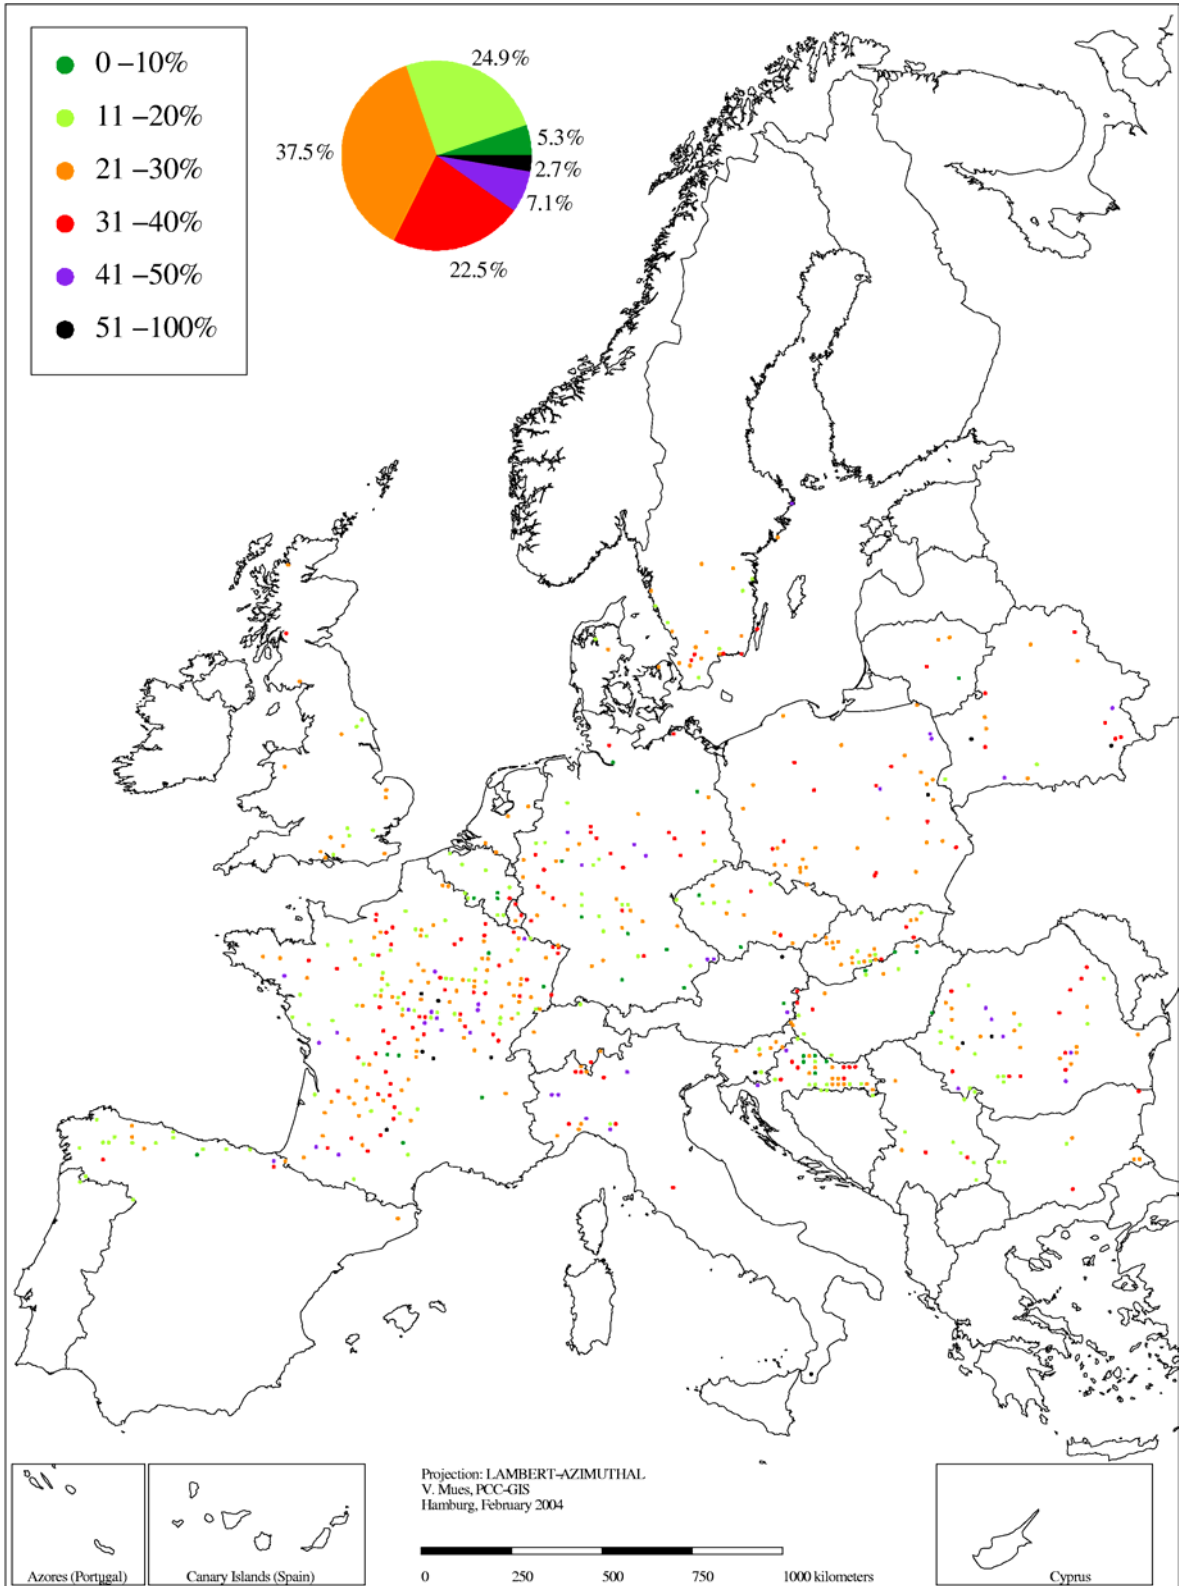 0 –10%
11 –20%
21 –30%
31 –40%
41 –50%
51 –100%
24.9%
5.3%
2.7%
7.1%
22.5%
37.5%
Projection: LAMBERT-AZIMUTHAL
V. Mues, PCC-GIS
Hamburg, February 2004
0 250 500 750 1000 kilometers
Azores (Portugal)
Canary Islands (Spain)
Cyprus